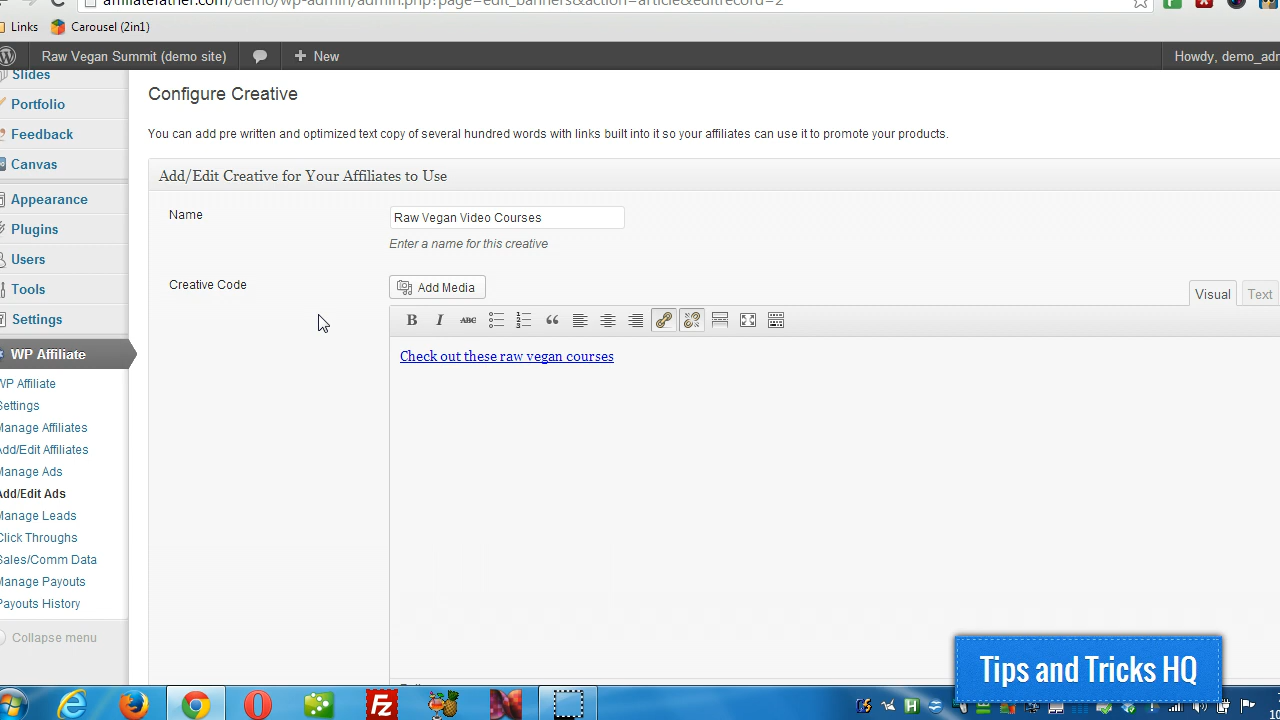 affiliatefather.com/demo/wp-admin/admin.php?page=edit_banners&action=article&editrecord=2
Links
Carousel (2in1)
Raw Vegan Summit (demo site)
New
Howdy, demo_adm
Slides
Portfolio
Feedback
Canvas
Appearance
Plugins
Users
Tools
Settings
WP Affiliate
WP Affiliate
Settings
Manage Affiliates
Add/Edit Affiliates
Manage Ads
Add/Edit Ads
Manage Leads
Click Throughs
Sales/Comm Data
Manage Payouts
Payouts History
Collapse menu
Configure Creative
You can add pre written and optimized text copy of several hundred words with links built into it so your affiliates can use it to promote your products.
Add/Edit Creative for Your Affiliates to Use
Name
Raw Vegan Video Courses
Enter a name for this creative
Creative Code
Add Media
Visual
Text
B I ABC
Check out these raw vegan courses
Tips and Tricks HQ